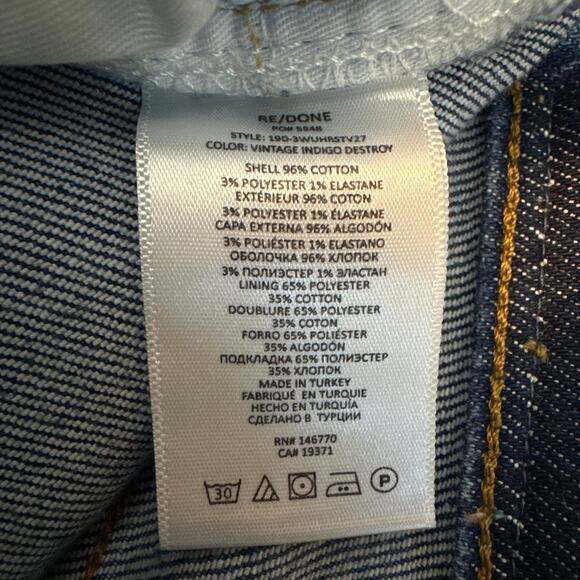 RE/DONE
PO# 5848
STYLE: 190-3WUHRSTV27
COLOR: VINTAGE INDIGO DESTROY
SHELL 96% COTTON
3% POLYESTER 1% ELASTANE
EXTÉRIEUR 96% COTON
3% POLYESTER 1% ÉLASTANE
CAPA EXTERNA 96% ALGODÓN
3% POLIÉSTER 1% ELASTANO
ОБОЛОЧКА 96% ХЛОПОК
3% ПОЛИЭСТЕР 1% ЭЛАСТАН
LINING 65% POLYESTER
35% COTTON
DOUBLURE 65% POLYESTER
35% COTON
FORRO 65% POLIÉSTER
35% ALGODÓN
ПОДКЛАДКА 65% ПОЛИЭСТЕР
35% ХЛОПОК
MADE IN TURKEY
FABRIQUÉ EN TURQUIE
HECHO EN TURQUÍA
СДЕЛАНО В ТУРЦИИ
RN# 146770
CA# 19371
30 P